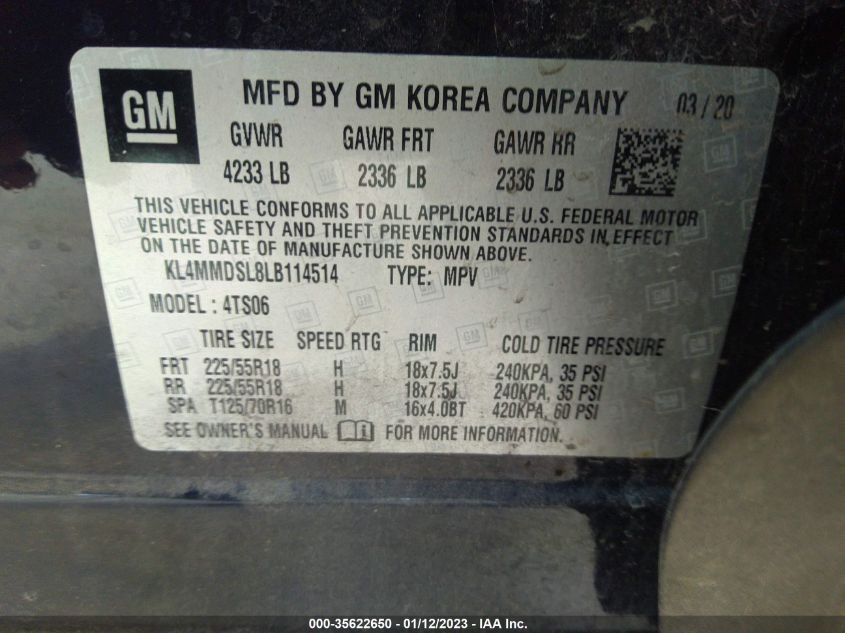 GM
MFD BY GM KOREA COMPANY 03/20
GVWR GAWR FRT GAWR RR
4233 LB 2336 LB 2336 LB
THIS VEHICLE CONFORMS TO ALL APPLICABLE U.S. FEDERAL MOTOR
VEHICLE SAFETY AND THEFT PREVENTION STANDARDS IN EFFECT
ON THE DATE OF MANUFACTURE SHOWN ABOVE.
KL4MMDSL8LB114514 TYPE: MPV
MODEL: 4TS06
TIRE SIZE SPEED RTG RIM COLD TIRE PRESSURE
FRT 225/55R18 H 18x7.5J 240KPA, 35 PSI
RR 225/55R18 H 18x7.5J 240KPA, 35 PSI
SPA T125/70R16 M 16x4.0BT 420KPA, 60 PSI
SEE OWNER'S MANUAL i FOR MORE INFORMATION.
000-35622650 - 01/12/2023 - IAA Inc.